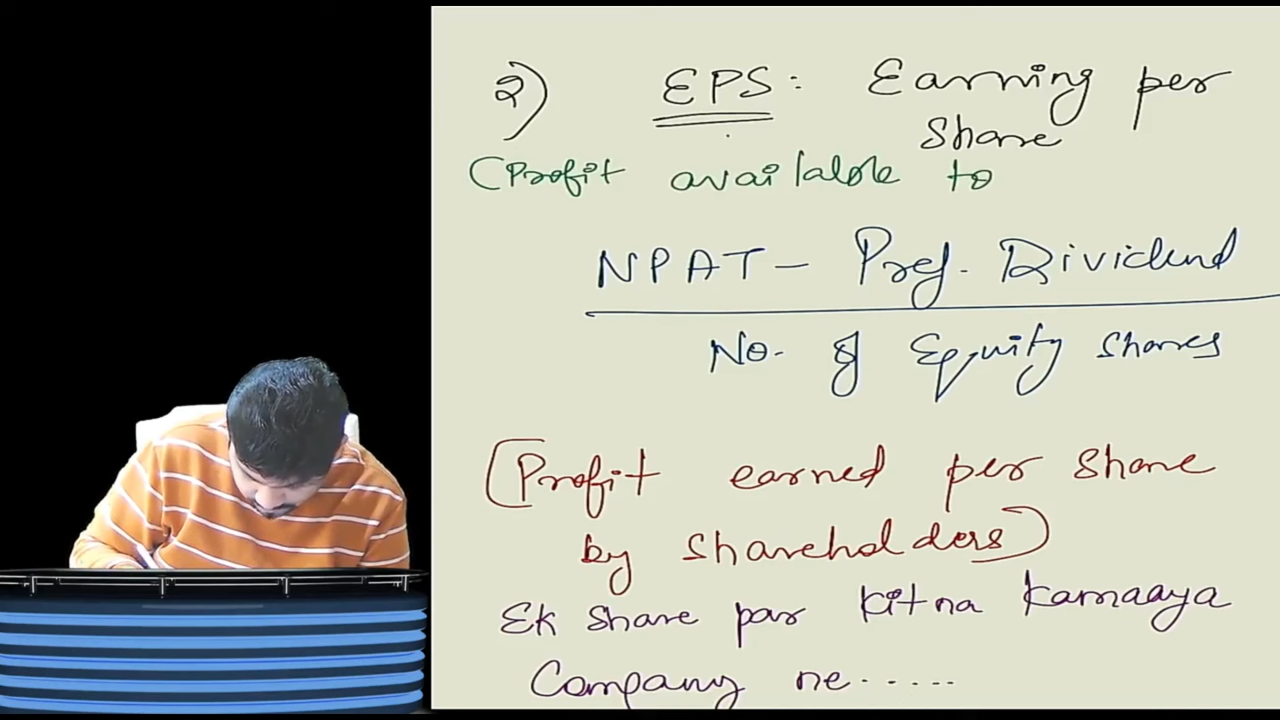 2) EPS: Earning per
Share
(Profit available to
NPAT - Pref. Dividend
No. of Equity Shares
(Profit earned per share
by shareholders)
Ek share par kitna Kamaaya
Company ne......